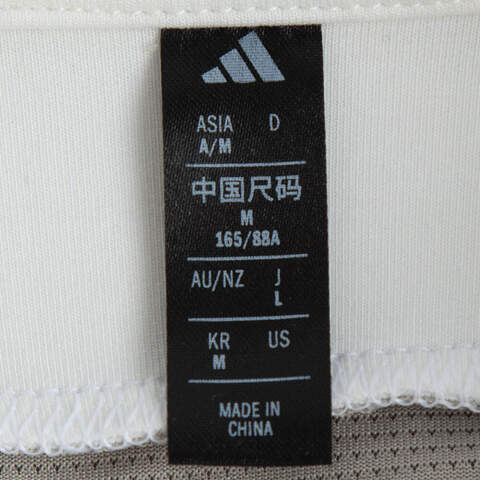 ASIA D
A/M
中国尺码
M
165/88A
AU/NZ J
L
KR US
M
MADE IN
CHINA